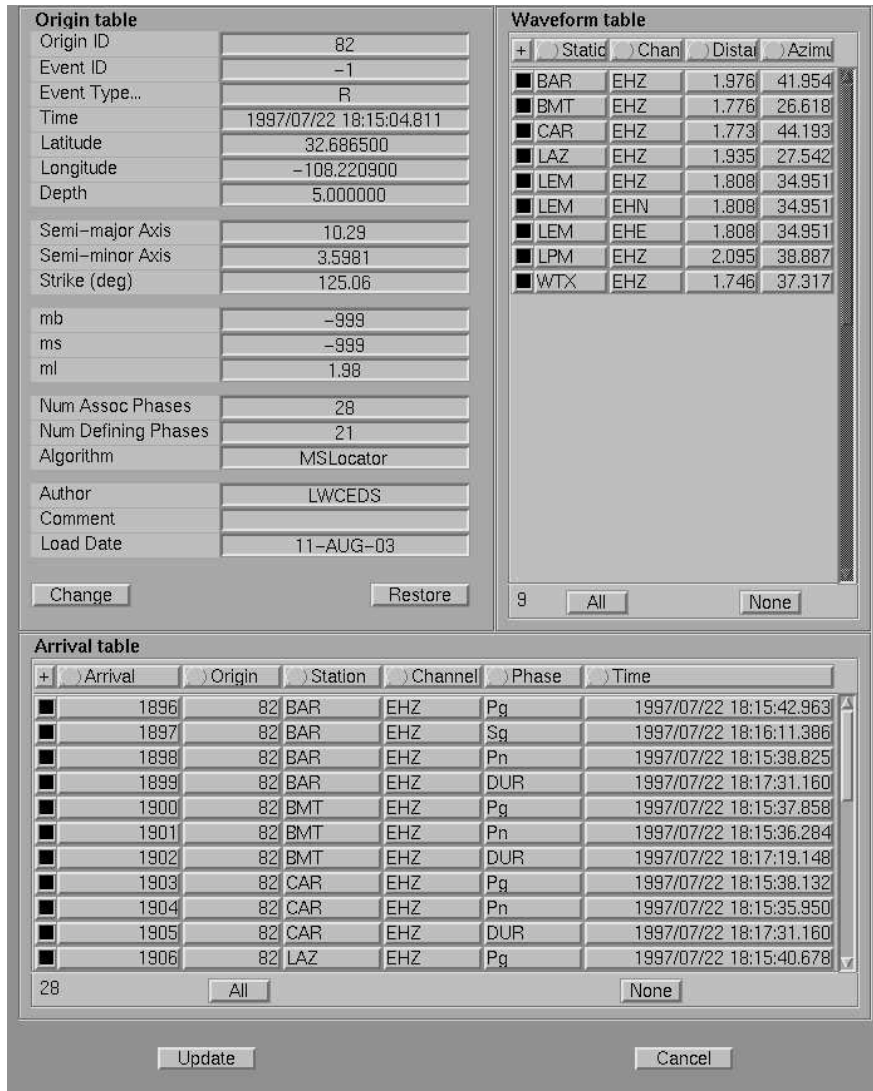 Origin table
Origin ID 82
Event ID −1
Event Type... R
Time 1997/07/22 18:15:04.811
Latitude 32.686500
Longitude −108.220900
Depth 5.000000
Semi−major Axis 10.29
Semi−minor Axis 3.5981
Strike (deg) 125.06
mb −999
ms −999
ml 1.98
Num Assoc Phases 28
Num Defining Phases 21
Algorithm MSLocator
Author LWCEDS
Comment
Load Date 11−AUG−03
Change Restore
Waveform table
+ Static Chan Distar Azimu
BAR EHZ 1.976 41.954
BMT EHZ 1.776 26.618
CAR EHZ 1.773 44.193
LAZ EHZ 1.935 27.542
LEM EHZ 1.808 34.951
LEM EHN 1.808 34.951
LEM EHE 1.808 34.951
LPM EHZ 2.095 38.887
WTX EHZ 1.746 37.317
9 All None
Arrival table
+ Arrival Origin Station Channel Phase Time
1896 82 BAR EHZ Pg 1997/07/22 18:15:42.963
1897 82 BAR EHZ Sg 1997/07/22 18:16:11.386
1898 82 BAR EHZ Pn 1997/07/22 18:15:38.825
1899 82 BAR EHZ DUR 1997/07/22 18:17:31.160
1900 82 BMT EHZ Pg 1997/07/22 18:15:37.858
1901 82 BMT EHZ Pn 1997/07/22 18:15:36.284
1902 82 BMT EHZ DUR 1997/07/22 18:17:19.148
1903 82 CAR EHZ Pg 1997/07/22 18:15:38.132
1904 82 CAR EHZ Pn 1997/07/22 18:15:35.950
1905 82 CAR EHZ DUR 1997/07/22 18:17:31.160
1906 82 LAZ EHZ Pg 1997/07/22 18:15:40.678
28 All None
Update Cancel